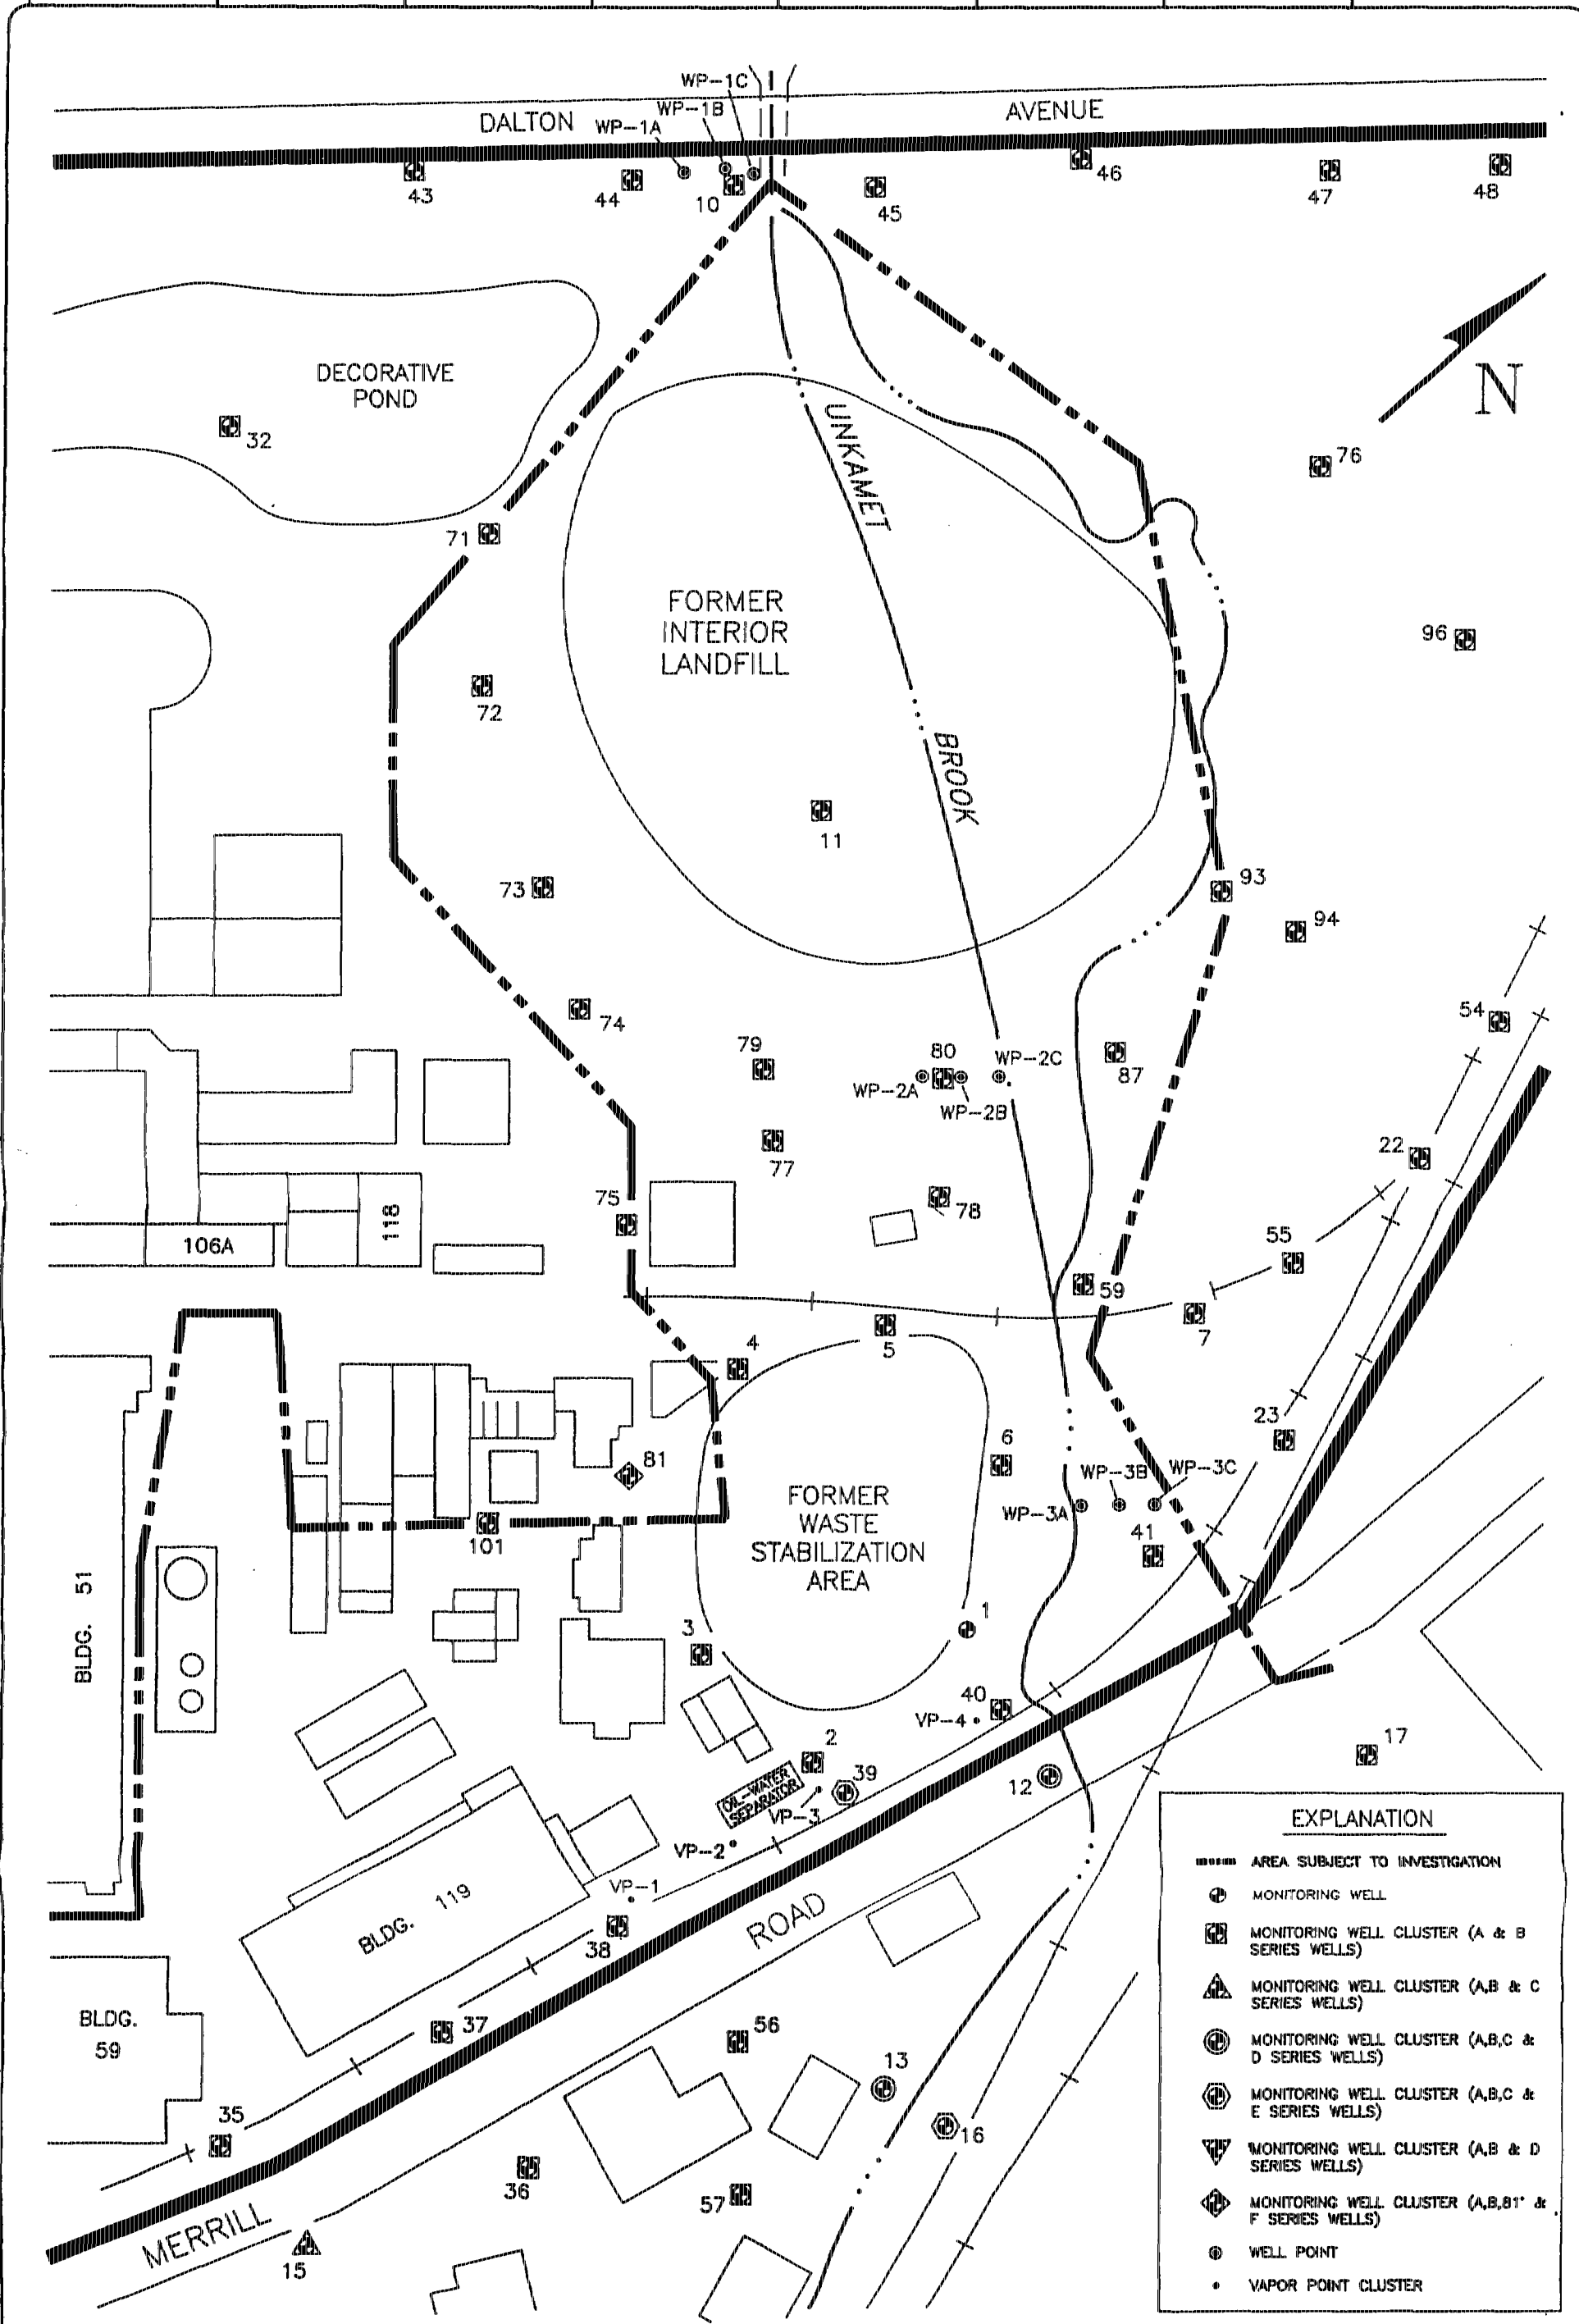 WP-1C
WP-1B
WP-1A
DALTON AVENUE
43
44
10
45
46
47
48
DECORATIVE
POND
32
N
UNKAMET
BROOK
76
71
FORMER
INTERIOR
LANDFILL
96
72
11
73
93
94
74
54
79
80
WP-2C
WP-2A
WP-2B
87
77
22
75
78
118
106A
55
59
7
4
5
23
6
81
WP-3B
WP-3C
WP-3A
FORMER
WASTE
STABILIZATION
AREA
101
41
BLDG. 51
1
3
40
VP-4
2
39
12
17
OIL-WATER
SEPARATOR
VP-3
VP-2
VP-1
BLDG. 119
38
ROAD
37
BLDG.
59
56
13
35
16
36
57
MERRILL
15
EXPLANATION
AREA SUBJECT TO INVESTIGATION
MONITORING WELL
MONITORING WELL CLUSTER (A & B
SERIES WELLS)
MONITORING WELL CLUSTER (A,B & C
SERIES WELLS)
MONITORING WELL CLUSTER (A,B,C &
D SERIES WELLS)
MONITORING WELL CLUSTER (A,B,C &
E SERIES WELLS)
MONITORING WELL CLUSTER (A,B & D
SERIES WELLS)
MONITORING WELL CLUSTER (A,B,81' &
F SERIES WELLS)
WELL POINT
VAPOR POINT CLUSTER